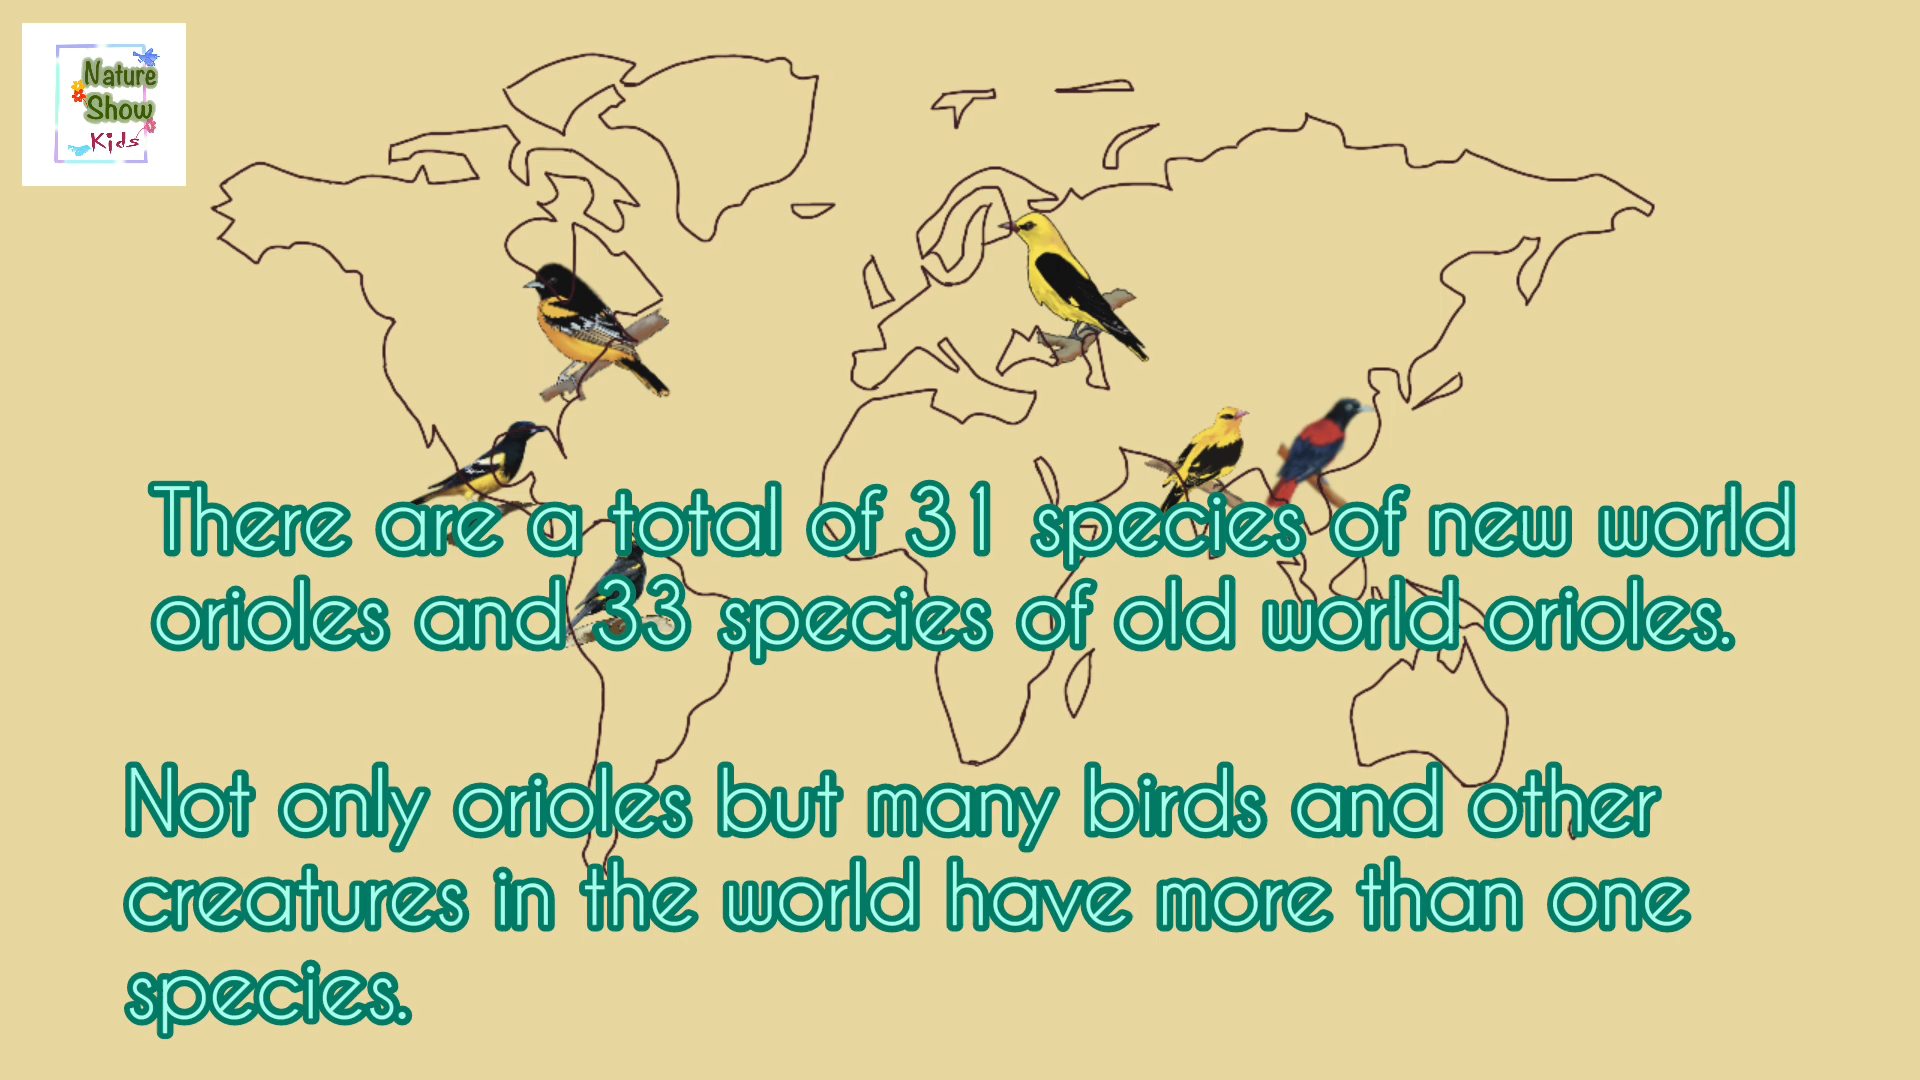 Nature
Show
Kids
There are a total of 31 species of new world
orioles and 33 species of old world orioles.
Not only orioles but many birds and other
creatures in the world have more than one
species.